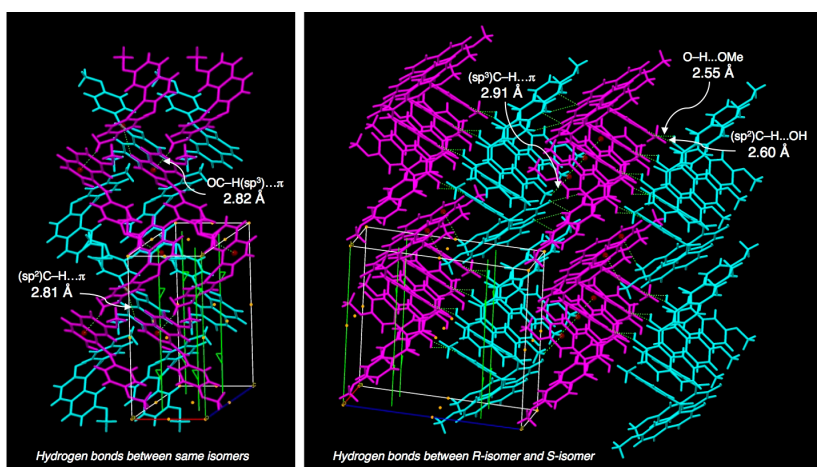 OC–H(sp³)…π
2.82 Å
(sp²)C–H…π
2.81 Å
Hydrogen bonds between same isomers
(sp³)C–H…π
2.91 Å
O–H...OMe
2.55 Å
(sp²)C–H...OH
2.60 Å
Hydrogen bonds between R-isomer and S-isomer